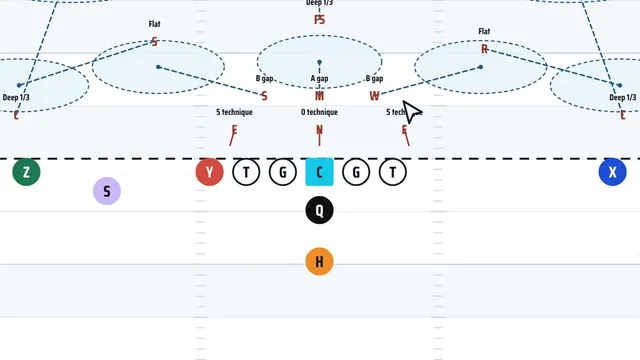 Deep 1/3
FS
Flat
S
Flat
R
B gap
A gap
B gap
S
M
W
Deep 1/3
C
Deep 1/3
C
5 technique
0 technique
5 technique
E
N
E
Z
S
Y
T
G
C
G
T
X
Q
H